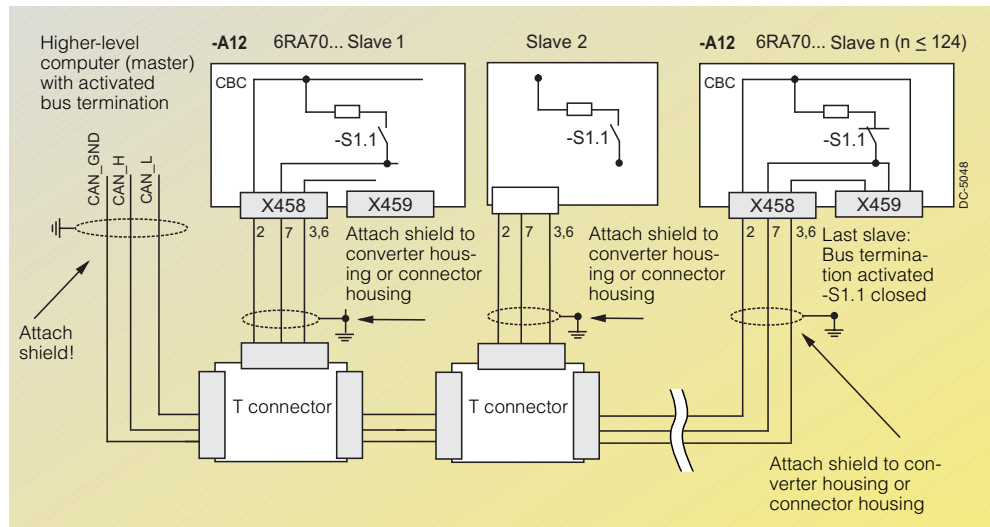 Higher-level
computer (master)
with activated
bus termination
CAN_GND
CAN_H
CAN_L
Attach
shield!
-A12 6RA70... Slave 1
CBC
-S1.1
X458
X459
2 7 3,6
Attach shield to
converter hous-
ing or connector
housing
T connector
Slave 2
-S1.1
2 7 3,6
Attach shield to
converter hous-
ing or connector
housing
T connector
-A12 6RA70... Slave n (n ≤ 124)
CBC
-S1.1
X458
X459
2 7 3,6
Last slave:
Bus termina-
tion activated
-S1.1 closed
DC-5048
Attach shield to con-
verter housing or
connector housing